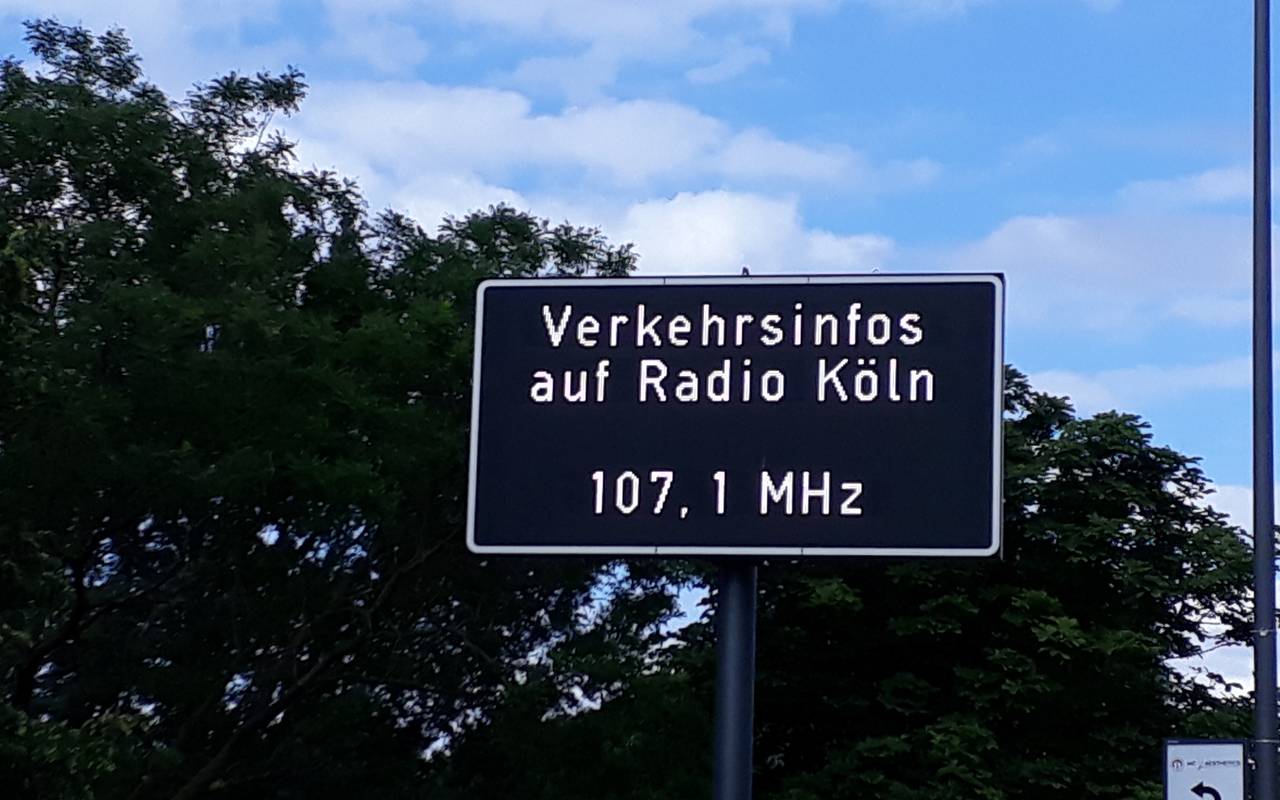 Verkehrsinfos
auf Radio Köln
107,1 MHz